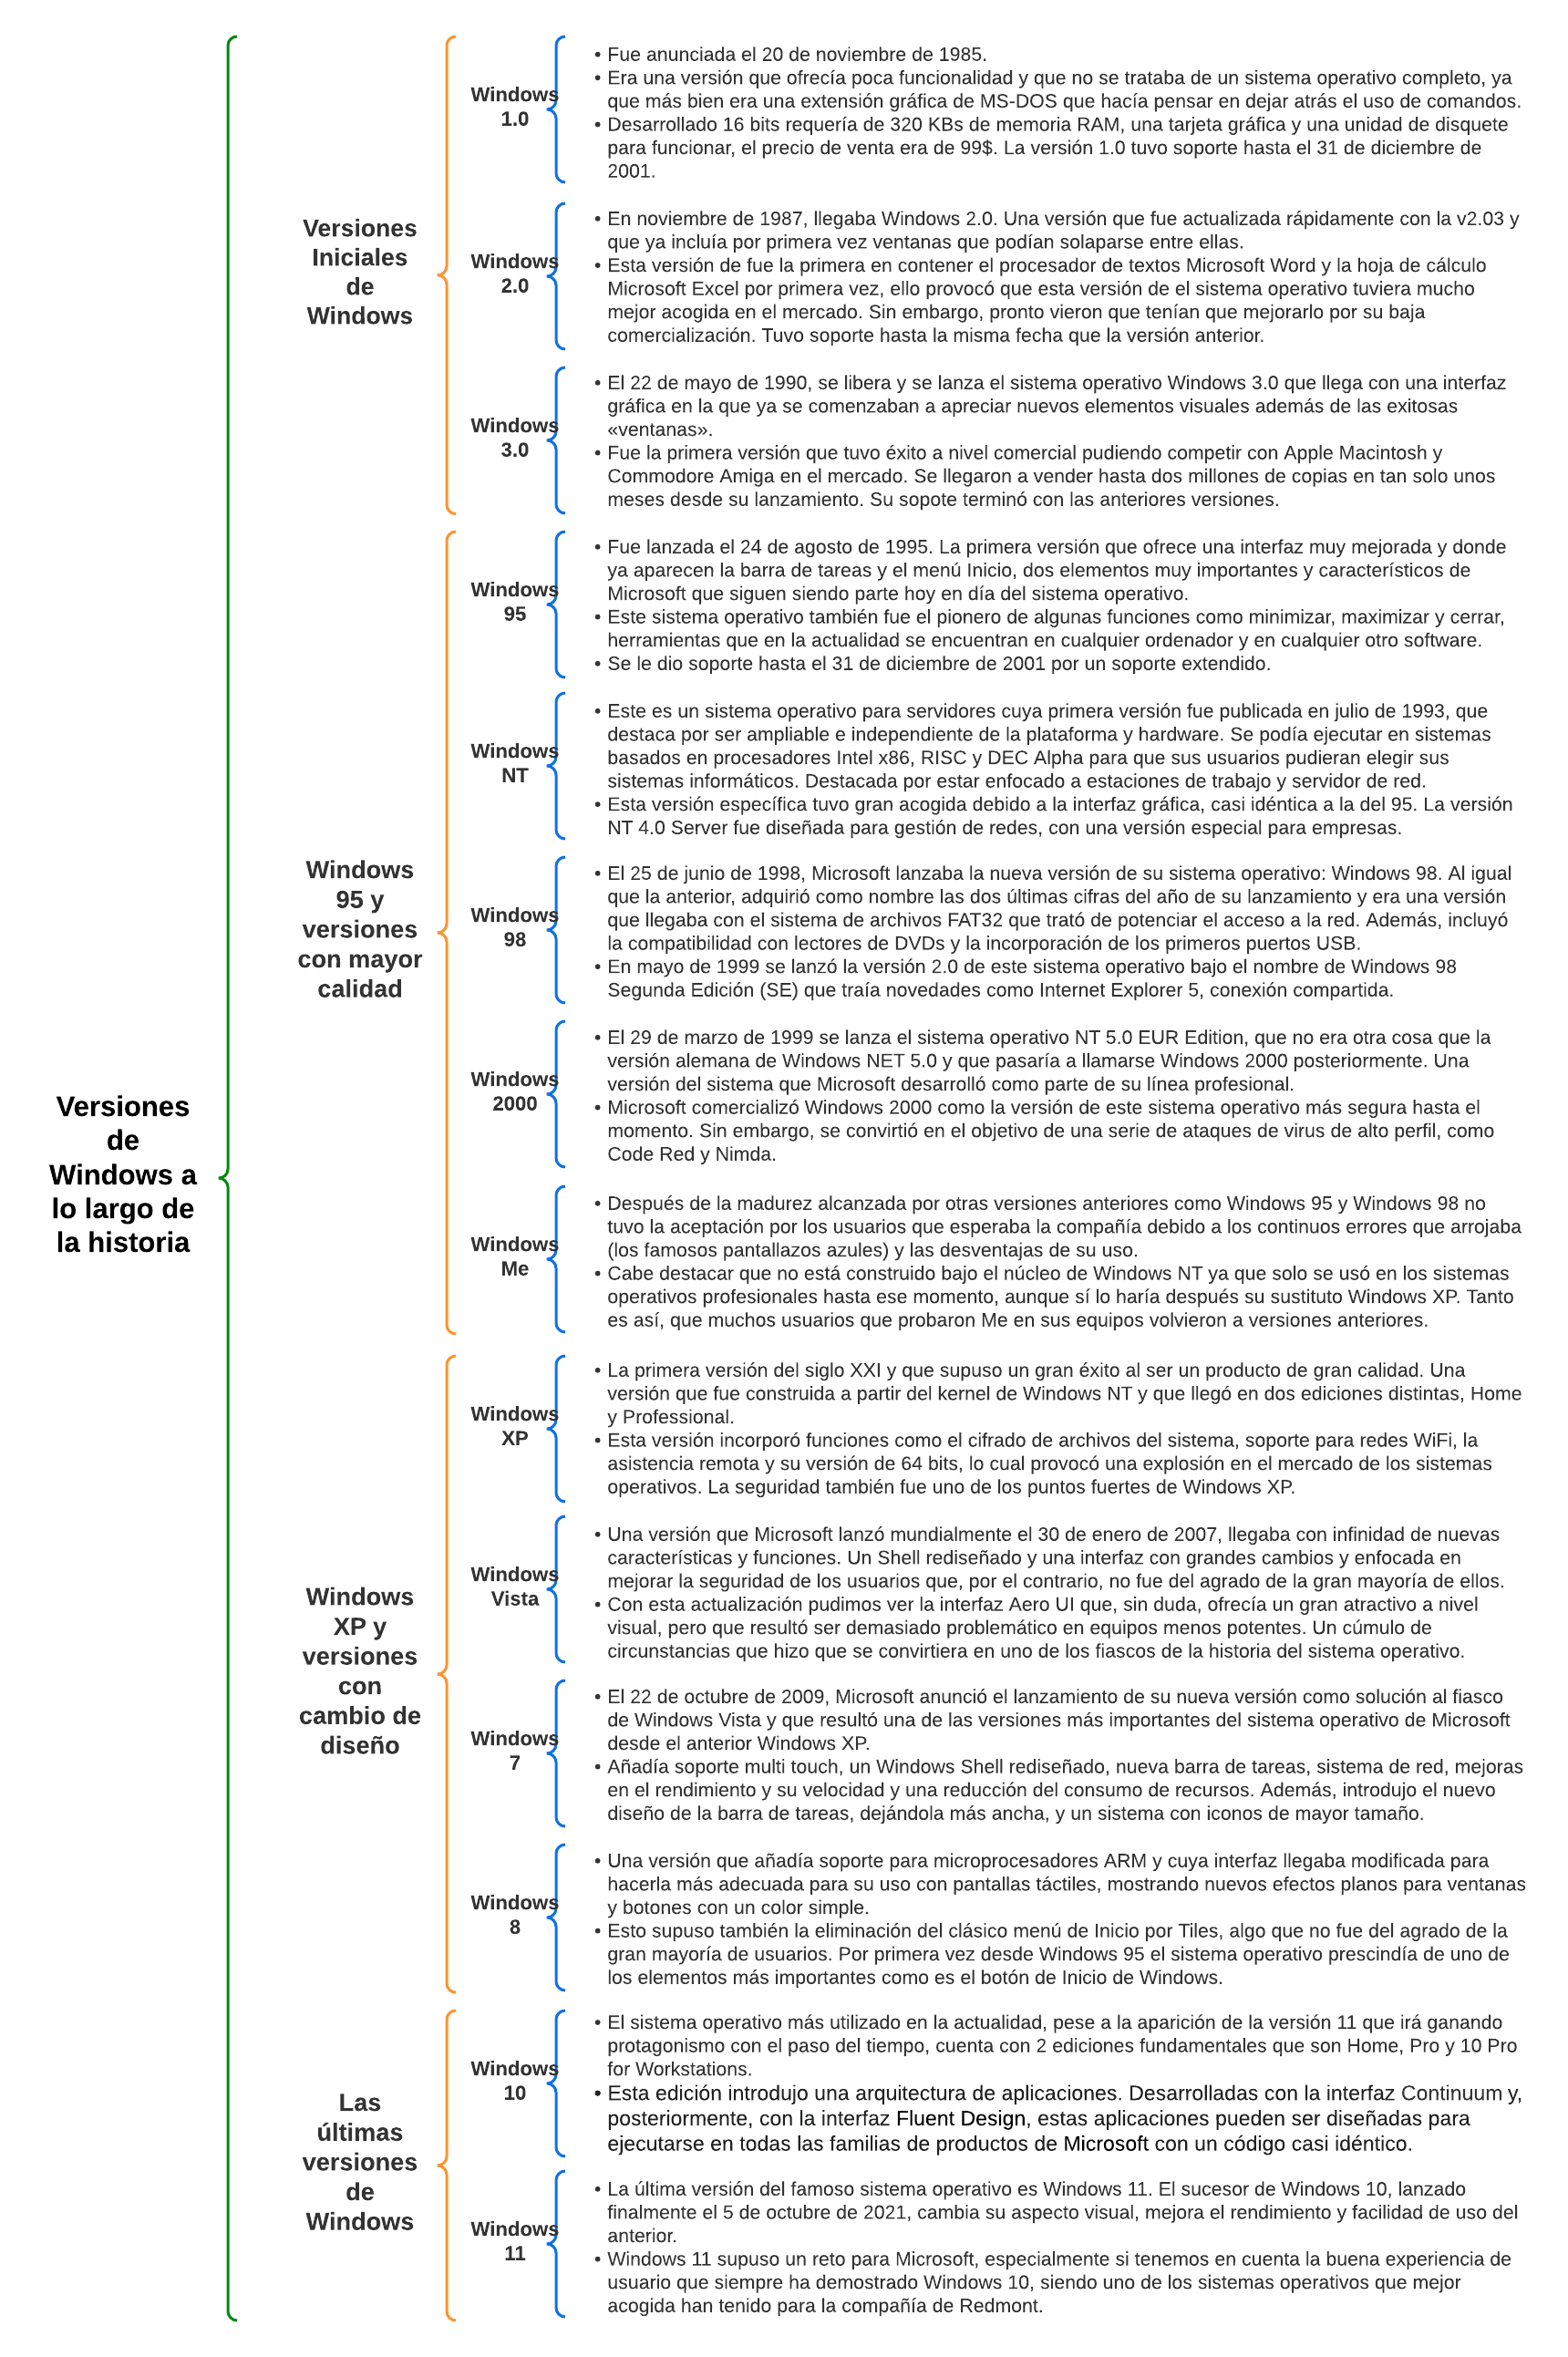 Versiones
de
Windows a
lo largo de
la historia
Versiones
Iniciales
de
Windows
Windows
1.0
• Fue anunciada el 20 de noviembre de 1985.
• Era una versión que ofrecía poca funcionalidad y que no se trataba de un sistema operativo completo, ya
que más bien era una extensión gráfica de MS-DOS que hacía pensar en dejar atrás el uso de comandos.
• Desarrollado 16 bits requería de 320 KBs de memoria RAM, una tarjeta gráfica y una unidad de disquete
para funcionar, el precio de venta era de 99$. La versión 1.0 tuvo soporte hasta el 31 de diciembre de
2001.
Windows
2.0
• En noviembre de 1987, llegaba Windows 2.0. Una versión que fue actualizada rápidamente con la v2.03 y
que ya incluía por primera vez ventanas que podían solaparse entre ellas.
• Esta versión de fue la primera en contener el procesador de textos Microsoft Word y la hoja de cálculo
Microsoft Excel por primera vez, ello provocó que esta versión de el sistema operativo tuviera mucho
mejor acogida en el mercado. Sin embargo, pronto vieron que tenían que mejorarlo por su baja
comercialización. Tuvo soporte hasta la misma fecha que la versión anterior.
Windows
3.0
• El 22 de mayo de 1990, se libera y se lanza el sistema operativo Windows 3.0 que llega con una interfaz
gráfica en la que ya se comenzaban a apreciar nuevos elementos visuales además de las exitosas
«ventanas».
• Fue la primera versión que tuvo éxito a nivel comercial pudiendo competir con Apple Macintosh y
Commodore Amiga en el mercado. Se llegaron a vender hasta dos millones de copias en tan solo unos
meses desde su lanzamiento. Su sopote terminó con las anteriores versiones.
Windows
95 y
versiones
con mayor
calidad
Windows
95
• Fue lanzada el 24 de agosto de 1995. La primera versión que ofrece una interfaz muy mejorada y donde
ya aparecen la barra de tareas y el menú Inicio, dos elementos muy importantes y característicos de
Microsoft que siguen siendo parte hoy en día del sistema operativo.
• Este sistema operativo también fue el pionero de algunas funciones como minimizar, maximizar y cerrar,
herramientas que en la actualidad se encuentran en cualquier ordenador y en cualquier otro software.
• Se le dio soporte hasta el 31 de diciembre de 2001 por un soporte extendido.
Windows
NT
• Este es un sistema operativo para servidores cuya primera versión fue publicada en julio de 1993, que
destaca por ser ampliable e independiente de la plataforma y hardware. Se podía ejecutar en sistemas
basados en procesadores Intel x86, RISC y DEC Alpha para que sus usuarios pudieran elegir sus
sistemas informáticos. Destacada por estar enfocado a estaciones de trabajo y servidor de red.
• Esta versión específica tuvo gran acogida debido a la interfaz gráfica, casi idéntica a la del 95. La versión
NT 4.0 Server fue diseñada para gestión de redes, con una versión especial para empresas.
Windows
98
• El 25 de junio de 1998, Microsoft lanzaba la nueva versión de su sistema operativo: Windows 98. Al igual
que la anterior, adquirió como nombre las dos últimas cifras del año de su lanzamiento y era una versión
que llegaba con el sistema de archivos FAT32 que trató de potenciar el acceso a la red. Además, incluyó
la compatibilidad con lectores de DVDs y la incorporación de los primeros puertos USB.
• En mayo de 1999 se lanzó la versión 2.0 de este sistema operativo bajo el nombre de Windows 98
Segunda Edición (SE) que traía novedades como Internet Explorer 5, conexión compartida.
Windows
2000
• El 29 de marzo de 1999 se lanza el sistema operativo NT 5.0 EUR Edition, que no era otra cosa que la
versión alemana de Windows NET 5.0 y que pasaría a llamarse Windows 2000 posteriormente. Una
versión del sistema que Microsoft desarrolló como parte de su línea profesional.
• Microsoft comercializó Windows 2000 como la versión de este sistema operativo más segura hasta el
momento. Sin embargo, se convirtió en el objetivo de una serie de ataques de virus de alto perfil, como
Code Red y Nimda.
Windows
Me
• Después de la madurez alcanzada por otras versiones anteriores como Windows 95 y Windows 98 no
tuvo la aceptación por los usuarios que esperaba la compañía debido a los continuos errores que arrojaba
(los famosos pantallazos azules) y las desventajas de su uso.
• Cabe destacar que no está construido bajo el núcleo de Windows NT ya que solo se usó en los sistemas
operativos profesionales hasta ese momento, aunque sí lo haría después su sustituto Windows XP. Tanto
es así, que muchos usuarios que probaron Me en sus equipos volvieron a versiones anteriores.
Windows
XP y
versiones
con
cambio de
diseño
Windows
XP
• La primera versión del siglo XXI y que supuso un gran éxito al ser un producto de gran calidad. Una
versión que fue construida a partir del kernel de Windows NT y que llegó en dos ediciones distintas, Home
y Professional.
• Esta versión incorporó funciones como el cifrado de archivos del sistema, soporte para redes WiFi, la
asistencia remota y su versión de 64 bits, lo cual provocó una explosión en el mercado de los sistemas
operativos. La seguridad también fue uno de los puntos fuertes de Windows XP.
Windows
Vista
• Una versión que Microsoft lanzó mundialmente el 30 de enero de 2007, llegaba con infinidad de nuevas
características y funciones. Un Shell rediseñado y una interfaz con grandes cambios y enfocada en
mejorar la seguridad de los usuarios que, por el contrario, no fue del agrado de la gran mayoría de ellos.
• Con esta actualización pudimos ver la interfaz Aero UI que, sin duda, ofrecía un gran atractivo a nivel
visual, pero que resultó ser demasiado problemático en equipos menos potentes. Un cúmulo de
circunstancias que hizo que se convirtiera en uno de los fiascos de la historia del sistema operativo.
Windows
7
• El 22 de octubre de 2009, Microsoft anunció el lanzamiento de su nueva versión como solución al fiasco
de Windows Vista y que resultó una de las versiones más importantes del sistema operativo de Microsoft
desde el anterior Windows XP.
• Añadía soporte multi touch, un Windows Shell rediseñado, nueva barra de tareas, sistema de red, mejoras
en el rendimiento y su velocidad y una reducción del consumo de recursos. Además, introdujo el nuevo
diseño de la barra de tareas, dejándola más ancha, y un sistema con iconos de mayor tamaño.
Windows
8
• Una versión que añadía soporte para microprocesadores ARM y cuya interfaz llegaba modificada para
hacerla más adecuada para su uso con pantallas táctiles, mostrando nuevos efectos planos para ventanas
y botones con un color simple.
• Esto supuso también la eliminación del clásico menú de Inicio por Tiles, algo que no fue del agrado de la
gran mayoría de usuarios. Por primera vez desde Windows 95 el sistema operativo prescindía de uno de
los elementos más importantes como es el botón de Inicio de Windows.
Las
últimas
versiones
de
Windows
Windows
10
• El sistema operativo más utilizado en la actualidad, pese a la aparición de la versión 11 que irá ganando
protagonismo con el paso del tiempo, cuenta con 2 ediciones fundamentales que son Home, Pro y 10 Pro
for Workstations.
• Esta edición introdujo una arquitectura de aplicaciones. Desarrolladas con la interfaz Continuum y,
posteriormente, con la interfaz Fluent Design, estas aplicaciones pueden ser diseñadas para
ejecutarse en todas las familias de productos de Microsoft con un código casi idéntico.
Windows
11
• La última versión del famoso sistema operativo es Windows 11. El sucesor de Windows 10, lanzado
finalmente el 5 de octubre de 2021, cambia su aspecto visual, mejora el rendimiento y facilidad de uso del
anterior.
• Windows 11 supuso un reto para Microsoft, especialmente si tenemos en cuenta la buena experiencia de
usuario que siempre ha demostrado Windows 10, siendo uno de los sistemas operativos que mejor
acogida han tenido para la compañía de Redmont.